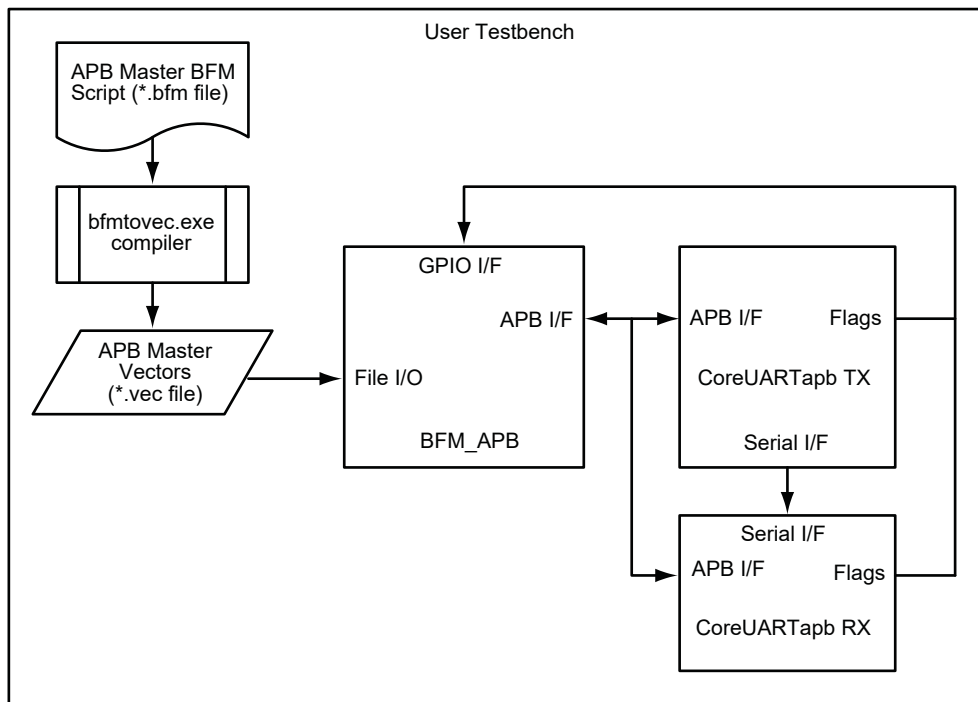 User Testbench
APB Master BFM
Script (*.bfm file)
bfmtovec.exe
compiler
APB Master
Vectors
(*.vec file)
GPIO I/F
APB I/F
File I/O
BFM_APB
APB I/F
Flags
CoreUARTapb TX
Serial I/F
Serial I/F
APB I/F
Flags
CoreUARTapb RX